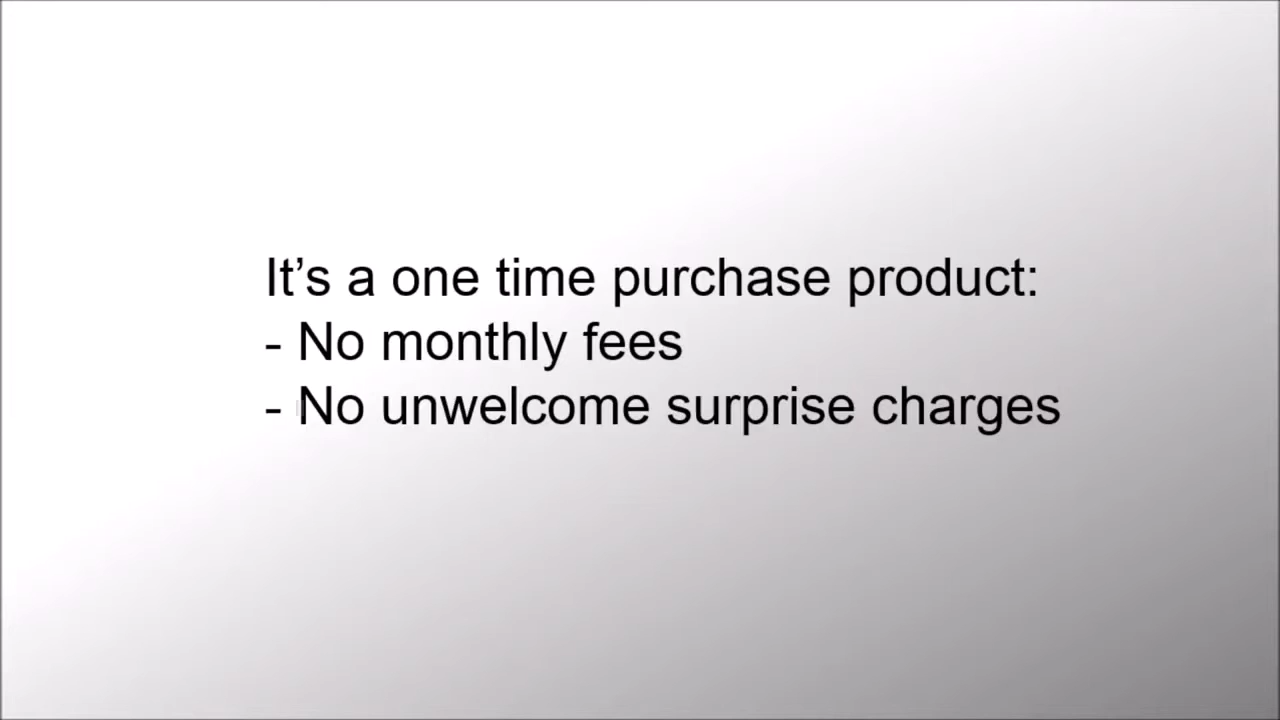 It’s a one time purchase product:
- No monthly fees
- No unwelcome surprise charges